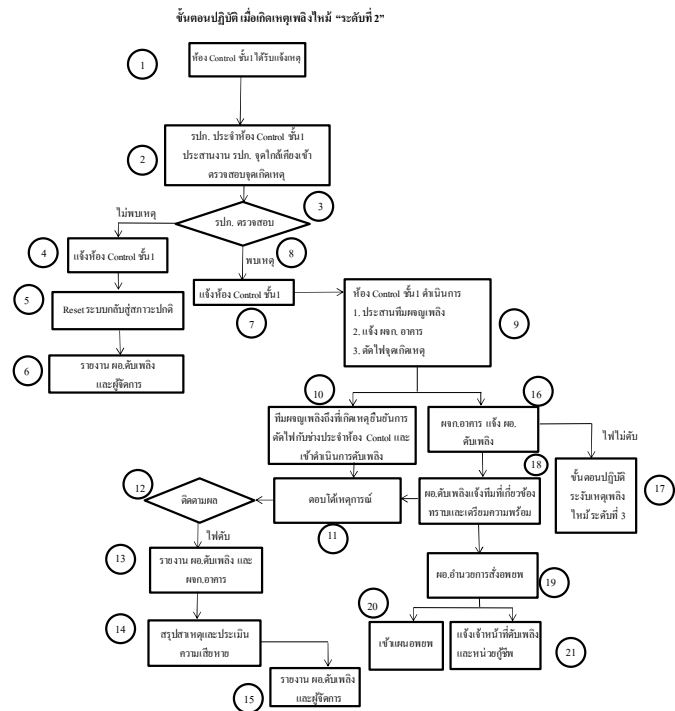 ขั้นตอนปฏิบัติ เมื่อเกิดเหตุเพลิงไหม้ “ระดับที่ 2”
1
ห้อง Control ชั้น1 ได้รับแจ้งเหตุ
2
รปภ. ประจำห้อง Control ชั้น1
ประสานงาน รปภ. จุดใกล้เคียงเข้า
ตรวจสอบจุดเกิดเหตุ
3
รปภ. ตรวจสอบ
ไม่พบเหตุ
4
แจ้งห้อง Control ชั้น1
5
Reset ระบบกลับสู่สภาวะปกติ
6
รายงาน ผอ.ดับเพลิง
และผู้จัดการ
8
พบเหตุ
แจ้งห้อง Control ชั้น1
7
ห้อง Control ชั้น1 ดำเนินการ
1. ประสานทีมผจญเพลิง
2. แจ้ง ผจก. อาคาร
3. ตัดไฟจุดเกิดเหตุ
9
10
ทีมผจญเพลิงถึงที่เกิดเหตุยืนยันการ
ตัดไฟกับช่างประจำห้อง Contol และ
เข้าดำเนินการดับเพลิง
16
ผจก.อาคาร แจ้ง ผอ.
ดับเพลิง
ไฟไม่ดับ
ขั้นตอนปฏิบัติ
ระงับเหตุเพลิง
ไหม้ ระดับที่ 3
17
18
ผอ.ดับเพลิงแจ้งทีมที่เกี่ยวข้อง
ทราบและเตรียมความพร้อม
ตอบโต้เหตุการณ์
11
12
ติดตามผล
ไฟดับ
13
รายงาน ผอ.ดับเพลิง และ
ผจก.อาคาร
14
สรุปสาเหตุและประเมิน
ความเสียหาย
15
รายงาน ผอ.ดับเพลิง
และผู้จัดการ
ผอ.อำนวยการสั่งอพยพ
19
20
เข้าแผนอพยพ
แจ้งเจ้าหน้าที่ดับเพลิง
และหน่วยกู้ชีพ
21